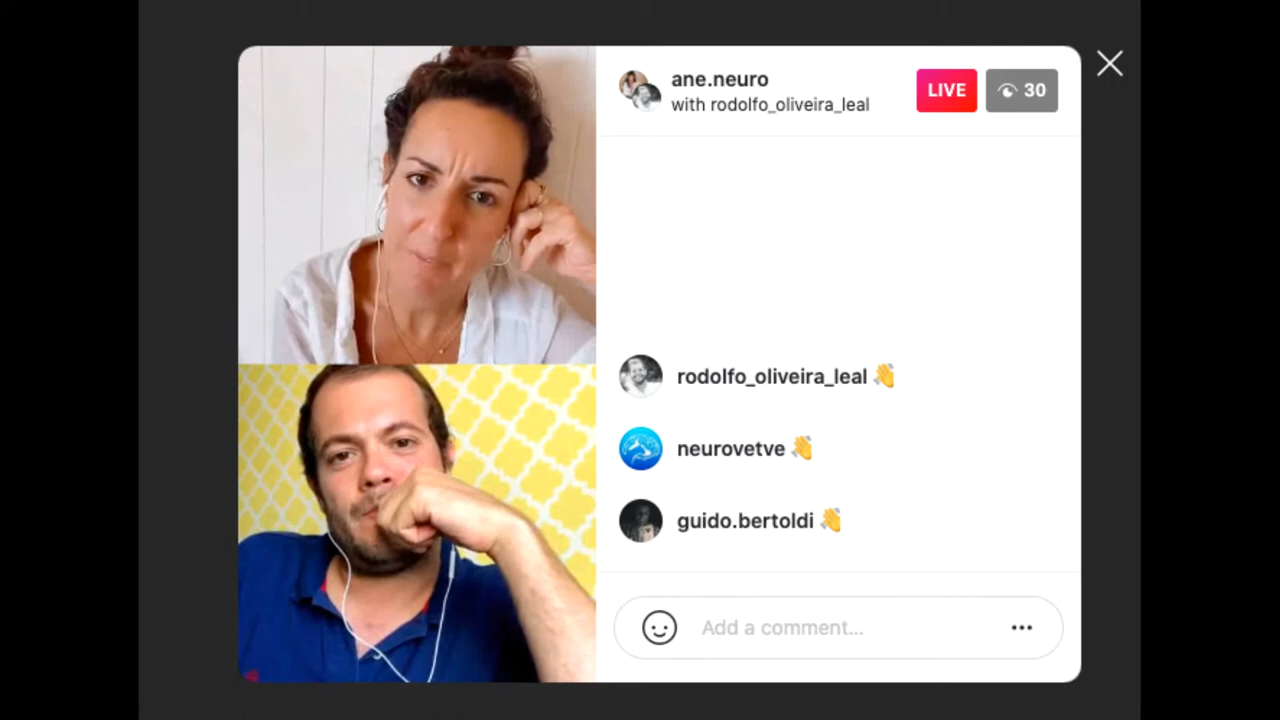 ane.neuro
with rodolfo_oliveira_leal
LIVE
30
rodolfo_oliveira_leal 👋
neurovetve 👋
guido.bertoldi 👋
Add a comment...